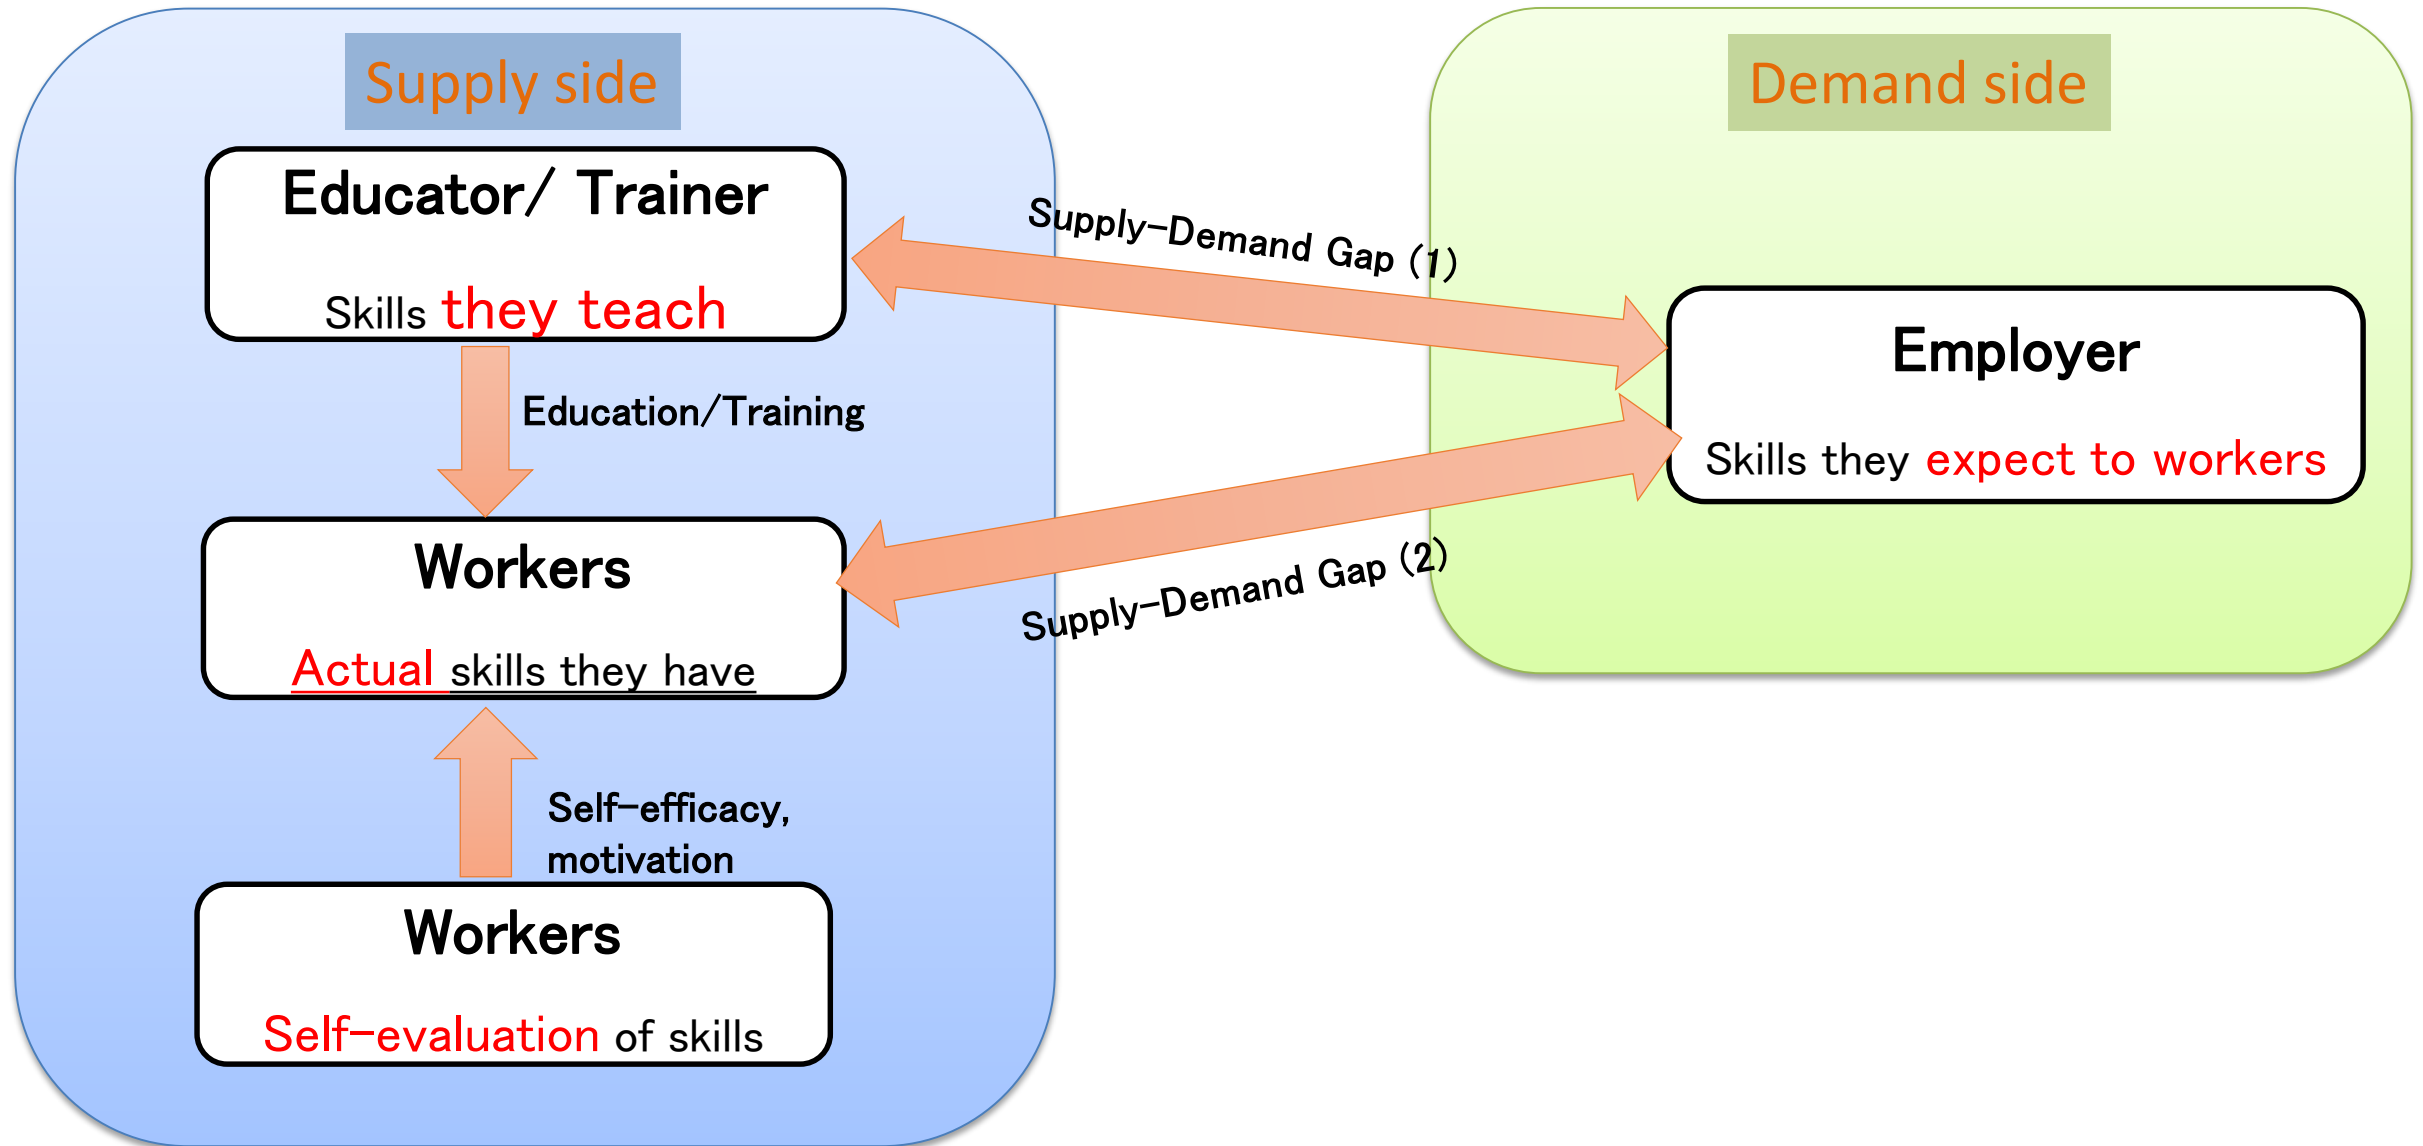 Supply side
Educator/ Trainer
Skills they teach
Education/Training
Workers
Actual skills they have
Self-efficacy,
motivation
Workers
Self-evaluation of skills
Supply-Demand Gap (1)
Supply-Demand Gap (2)
Demand side
Employer
Skills they expect to workers